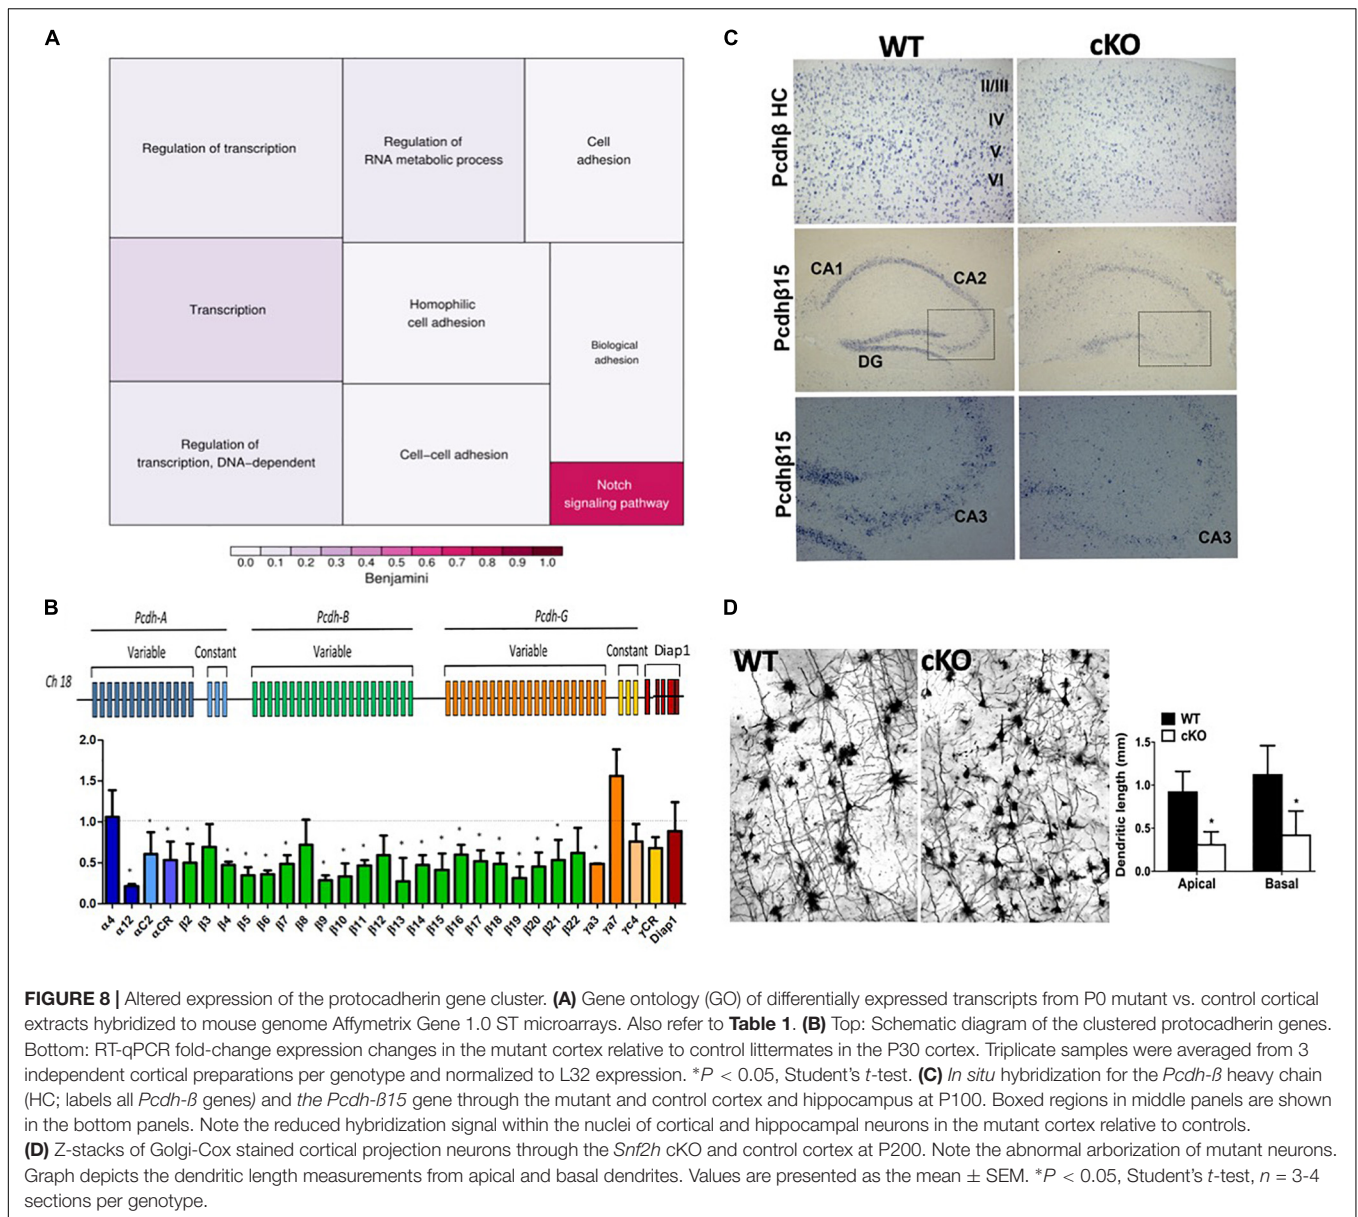 A
Regulation of transcription
Regulation of
RNA metabolic process
Cell
adhesion
Transcription
Homophilic
cell adhesion
Biological
adhesion
Regulation of
transcription, DNA−dependent
Cell−cell adhesion
Notch
signaling pathway
0.0 0.1 0.2 0.3 0.4 0.5 0.6 0.7 0.8 0.9 1.0
Benjamini
B
Pcdh-A Pcdh-B Pcdh-G
Variable Constant Variable Variable Constant Diap1
Ch 18
2.0
1.5
1.0
0.5
0.0
* * * * * * * * * * * * * * * * * * *
α4 α12 αC2 αCR β2 β3 β4 β5 β6 β7 β8 β9 β10 β11 β12 β13 β14 β15 β16 β17 β18 β19 β20 β21 β22 γa3 γa7 γc4 γCR Diap1
C
WT cKO
Pcdhβ HC
II/III
IV
V
VI
Pcdhβ15
CA1
CA2
DG
Pcdhβ15
CA3
CA3
D
WT
cKO
WT
cKO
Dendritic length (mm)
1.5
1.0
0.5
0.0
* *
Apical Basal
FIGURE 8 | Altered expression of the protocadherin gene cluster. (A) Gene ontology (GO) of differentially expressed transcripts from P0 mutant vs. control cortical
extracts hybridized to mouse genome Affymetrix Gene 1.0 ST microarrays. Also refer to Table 1. (B) Top: Schematic diagram of the clustered protocadherin genes.
Bottom: RT-qPCR fold-change expression changes in the mutant cortex relative to control littermates in the P30 cortex. Triplicate samples were averaged from 3
independent cortical preparations per genotype and normalized to L32 expression. *P < 0.05, Student's t-test. (C) In situ hybridization for the Pcdh-ß heavy chain
(HC; labels all Pcdh-ß genes) and the Pcdh-ß15 gene through the mutant and control cortex and hippocampus at P100. Boxed regions in middle panels are shown
in the bottom panels. Note the reduced hybridization signal within the nuclei of cortical and hippocampal neurons in the mutant cortex relative to controls.
(D) Z-stacks of Golgi-Cox stained cortical projection neurons through the Snf2h cKO and control cortex at P200. Note the abnormal arborization of mutant neurons.
Graph depicts the dendritic length measurements from apical and basal dendrites. Values are presented as the mean ± SEM. *P < 0.05, Student's t-test, n = 3-4
sections per genotype.